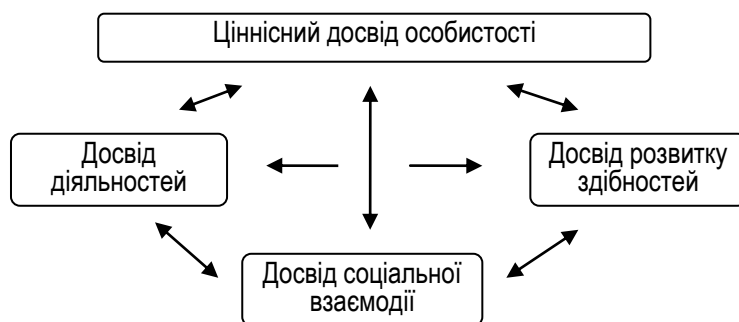 Ціннісний досвід особистості
Досвід
діяльностей
Досвід розвитку
здібностей
Досвід соціальної
взаємодії